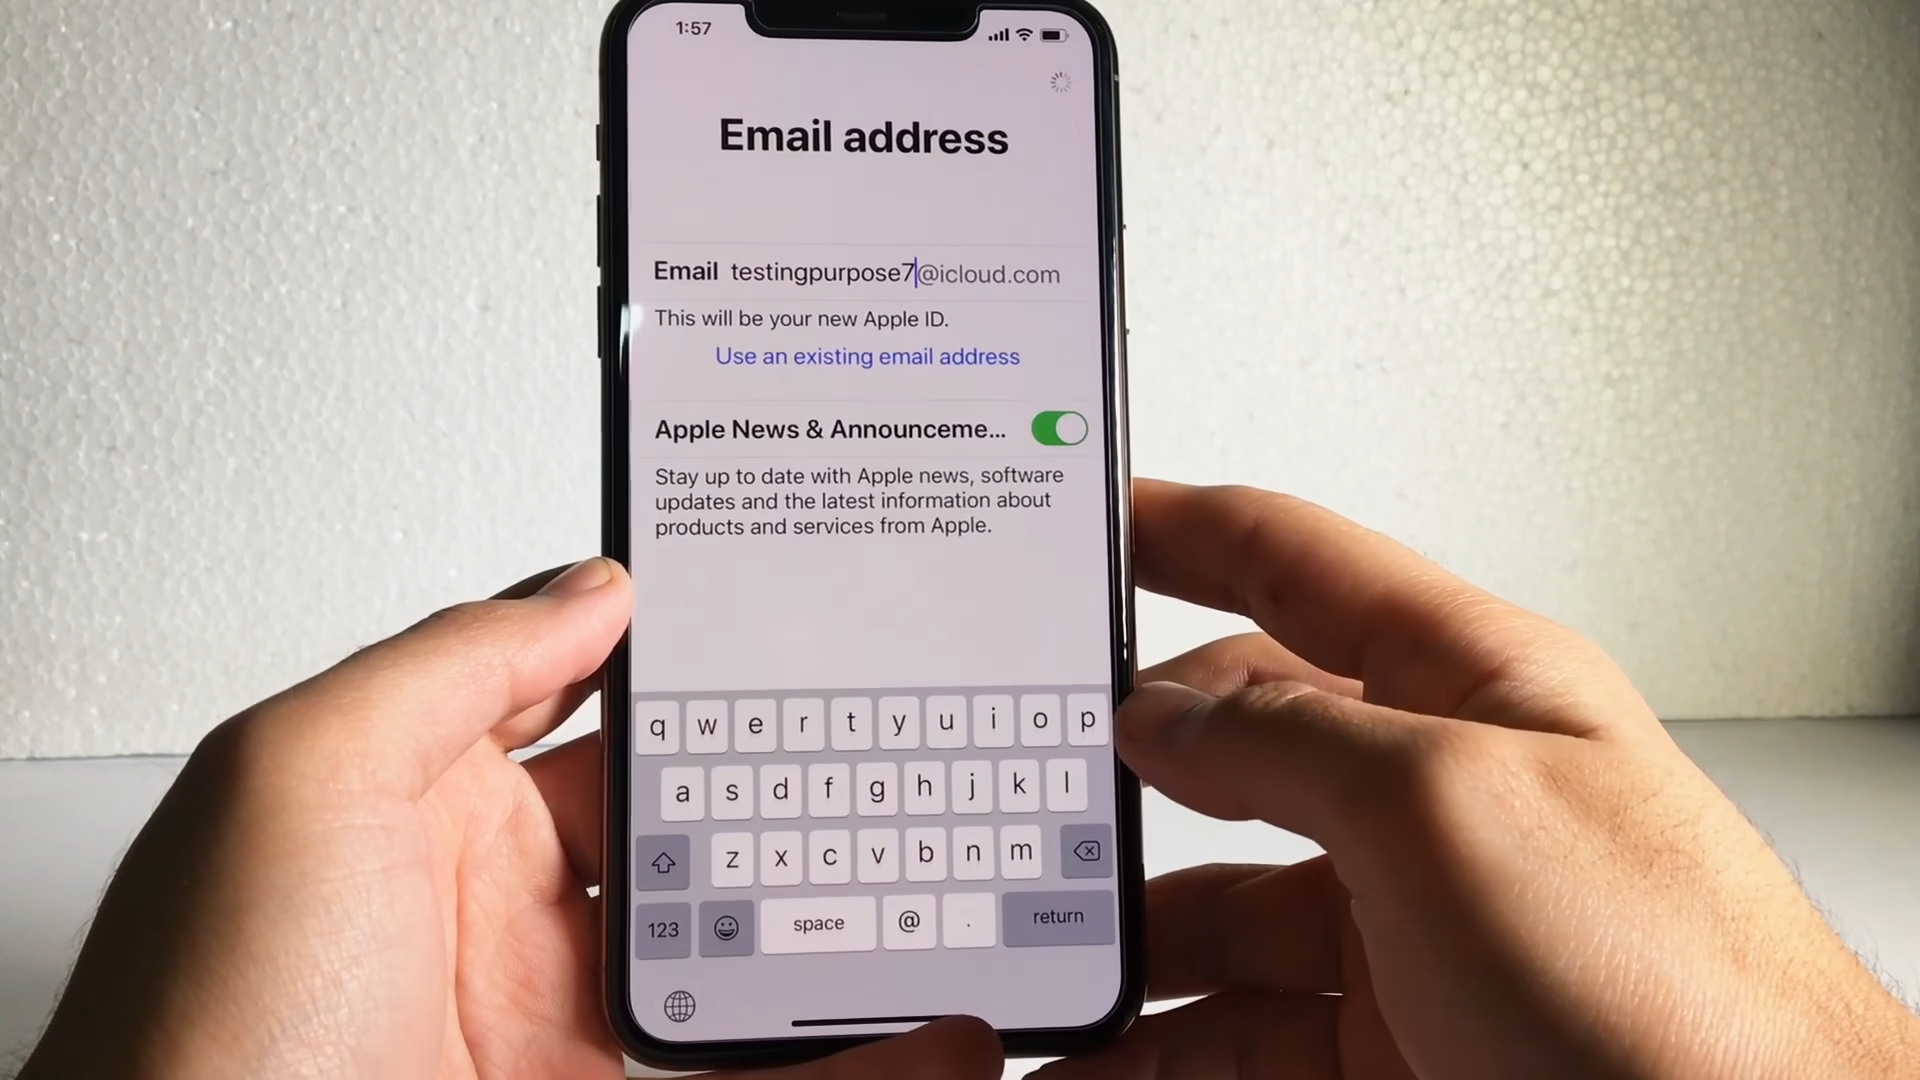 1:57
Email address
Email testingpurpose7@icloud.com
This will be your new Apple ID.
Use an existing email address
Apple News & Announceme...
Stay up to date with Apple news, software
updates and the latest information about
products and services from Apple.
q w e r t y u i o p
a s d f g h j k l
z x c v b n m
123 space @ . return